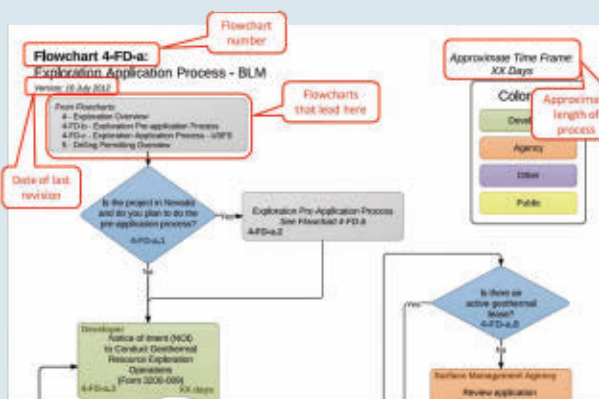 Flowchart
number
Flowchart 4-FD-a:
Exploration Application Process - BLM
Version: 10 July 2012
Approximate Time Frame:
XX Days
From Flowcharts
4 - Exploration Overview
4-FD-b - Exploration Pre-application Process
4-FD-c - Exploration Application Process - USFS
5 - Drilling Permitting Overview
Flowcharts
that lead here
Color
Devel
Approxima
length of
process
Agency
Other
Public
Date of last
revision
Is the project in Nevada
and do you plan to do the
pre-application process?
4-FD-a.1
Yes
Exploration Pre-Application Process
See Flowchart 4-FD-b
4-FD-a.2
No
Is there an
active geothermal
lease?
4-FD-a.8
Yes
No
Developer
Notice of Intent (NOI)
to Conduct Geothermal
Resource Exploration
Operations
(Form 3200-009)
4-FD-a.3
XX days
Surface Management Agency
Review application